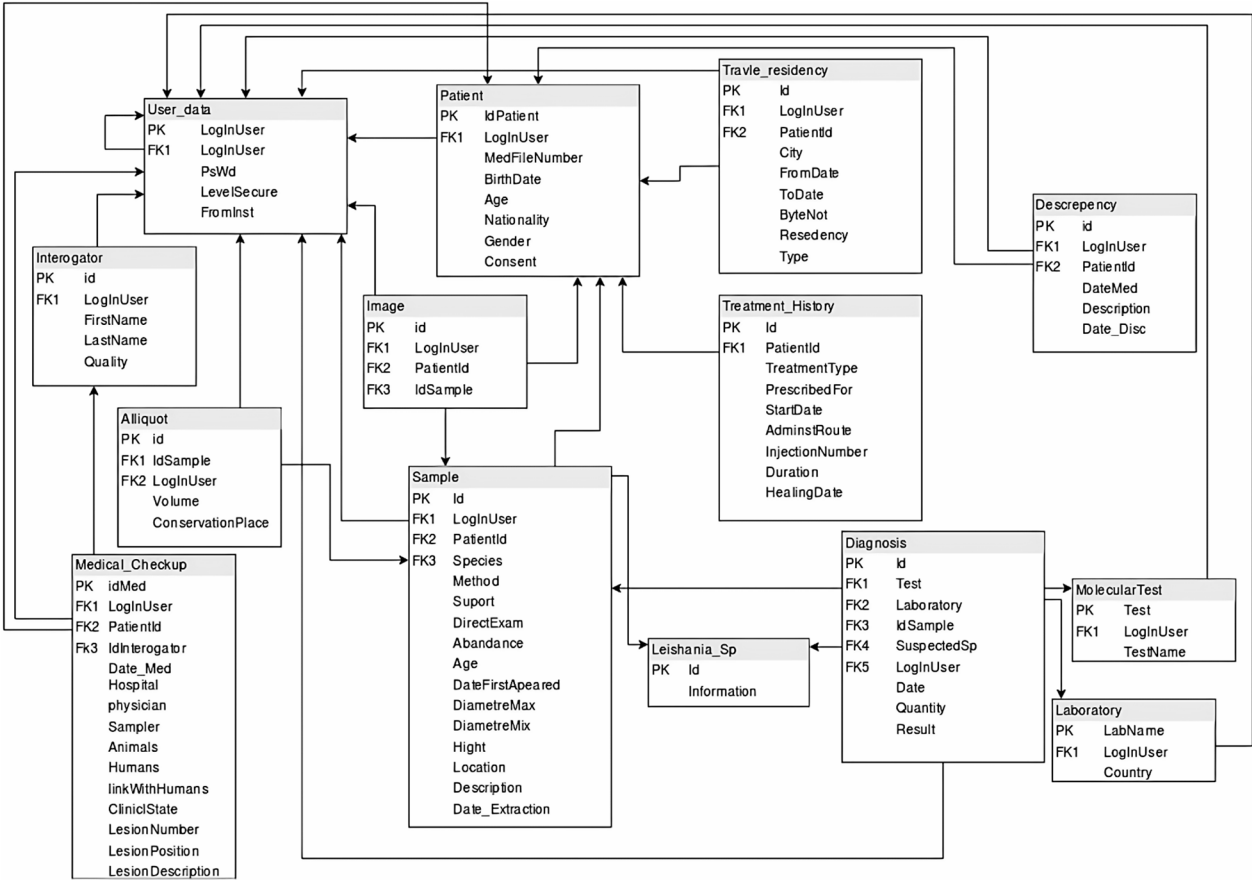 User_data
PK LogInUser
FK1 LogInUser
PsWd
LevelSecure
FromInst
Patient
PK IdPatient
FK1 LogInUser
MedFileNumber
BirthDate
Age
Nationality
Gender
Consent
Travle_residency
PK Id
FK1 LogInUser
FK2 PatientId
City
FromDate
ToDate
ByteNot
Resedency
Type
Descrepency
PK id
FK1 LogInUser
FK2 PatientId
DateMed
Description
Date_Disc
Interogator
PK id
FK1 LogInUser
FirstName
LastName
Quality
Image
PK id
FK1 LogInUser
FK2 PatientId
FK3 IdSample
Treatment_History
PK Id
FK1 PatientId
TreatmentType
PrescribedFor
StartDate
AdminstRoute
InjectionNumber
Duration
HealingDate
Alliquot
PK id
FK1 IdSample
FK2 LogInUser
Volume
ConservationPlace
Sample
PK Id
FK1 LogInUser
FK2 PatientId
FK3 Species
Method
Suport
DirectExam
Abandance
Age
DateFirstApeared
DiametreMax
DiametreMix
Hight
Location
Description
Date_Extraction
Medical_Checkup
PK idMed
FK1 LogInUser
FK2 PatientId
Fk3 IdInterogator
Date_Med
Hospital
physician
Sampler
Animals
Humans
linkWithHumans
CliniclState
LesionNumber
LesionPosition
LesionDescription
Leishania_Sp
PK Id
Information
Diagnosis
PK Id
FK1 Test
FK2 Laboratory
FK3 IdSample
FK4 SuspectedSp
FK5 LogInUser
Date
Quantity
Result
MolecularTest
PK Test
FK1 LogInUser
TestName
Laboratory
PK LabName
FK1 LogInUser
Country